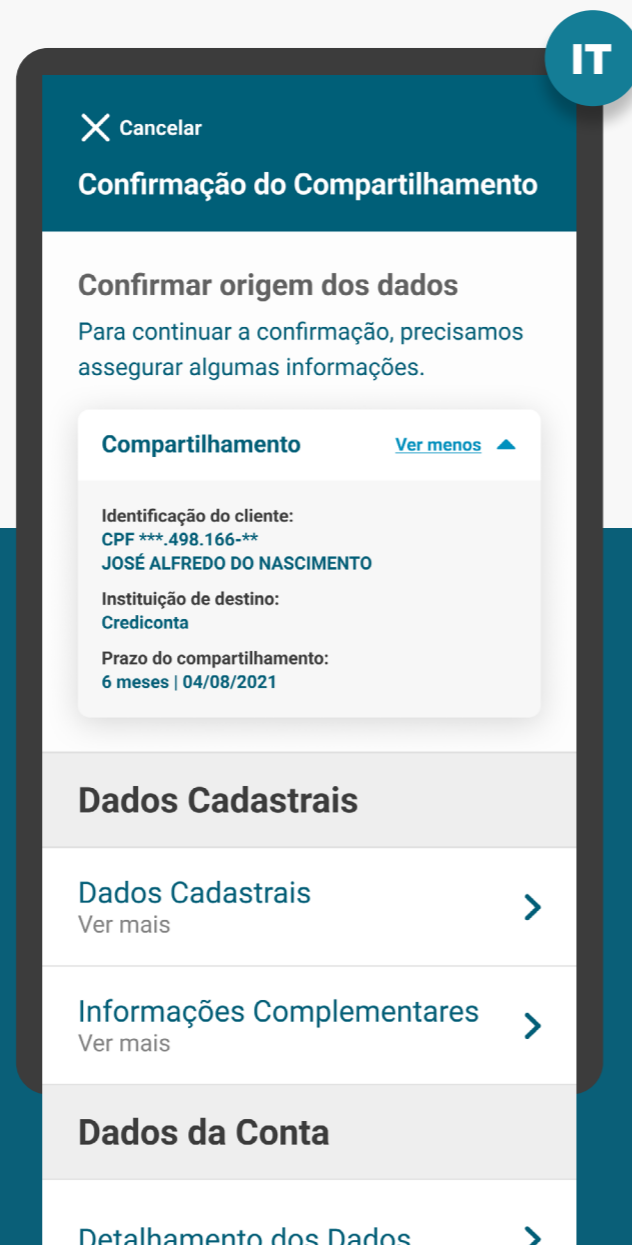 IT
Cancelar
Confirmação do Compartilhamento
Confirmar origem dos dados
Para continuar a confirmação, precisamos
assegurar algumas informações.
Compartilhamento
Ver menos
Identificação do cliente:
CPF ***.498.166-**
JOSÉ ALFREDO DO NASCIMENTO
Instituição de destino:
Crediconta
Prazo do compartilhamento:
6 meses | 04/08/2021
Dados Cadastrais
Dados Cadastrais
Ver mais
Informações Complementares
Ver mais
Dados da Conta
Detalhamento dos Dados